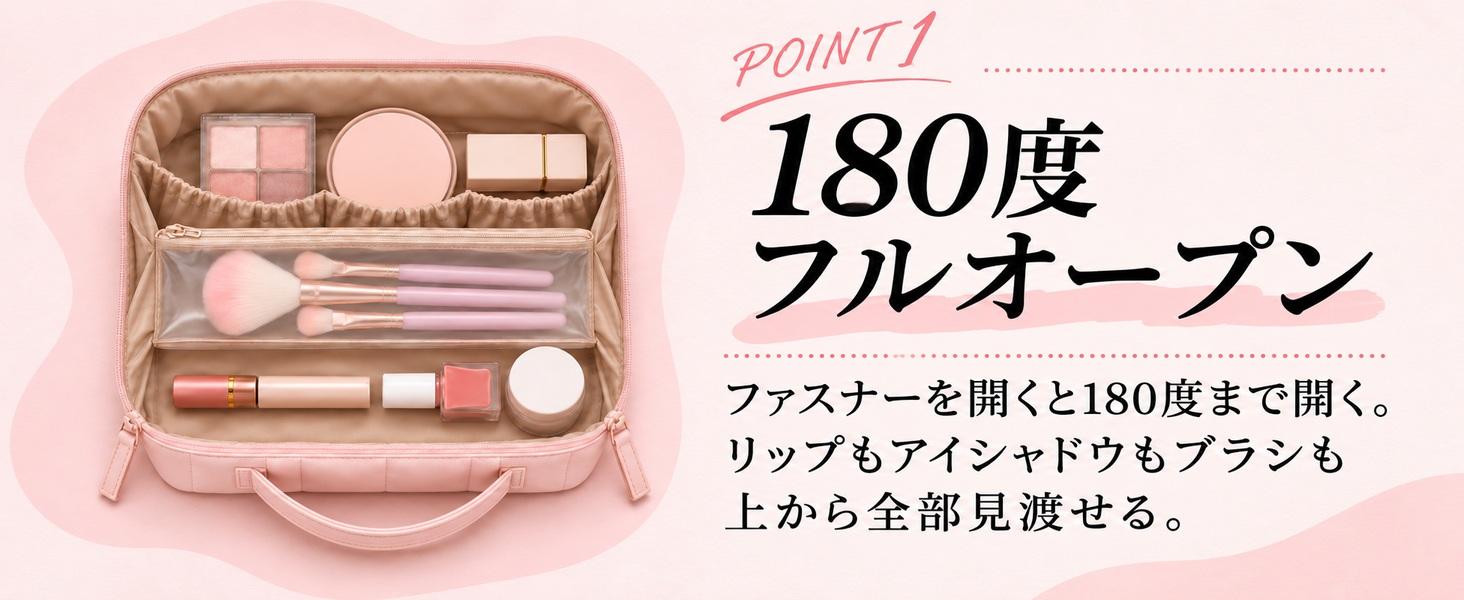 POINT 1
180度
フルオープン
ファスナーを開くと180度まで開く。
リップもアイシャドウもブラシも
上から全部見渡せる。